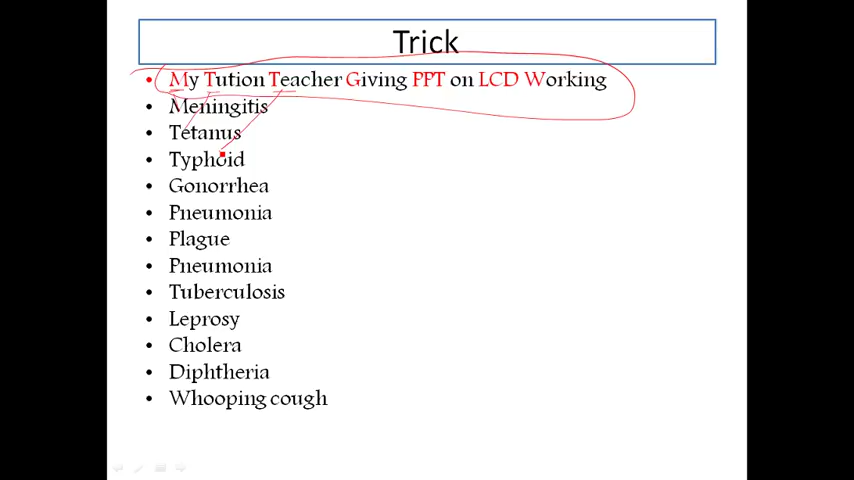 Trick
My Tution Teacher Giving PPT on LCD Working
Meningitis
Tetanus
Typhoid
Gonorrhea
Pneumonia
Plague
Pneumonia
Tuberculosis
Leprosy
Cholera
Diphtheria
Whooping cough